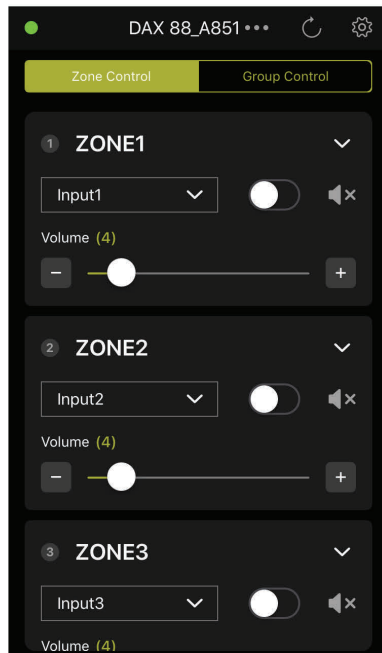 DAX 88_A851 •••
Zone Control Group Control
1 ZONE1
Input1
Volume (4)
− +
2 ZONE2
Input2
Volume (4)
− +
3 ZONE3
Input3
Volume (4)